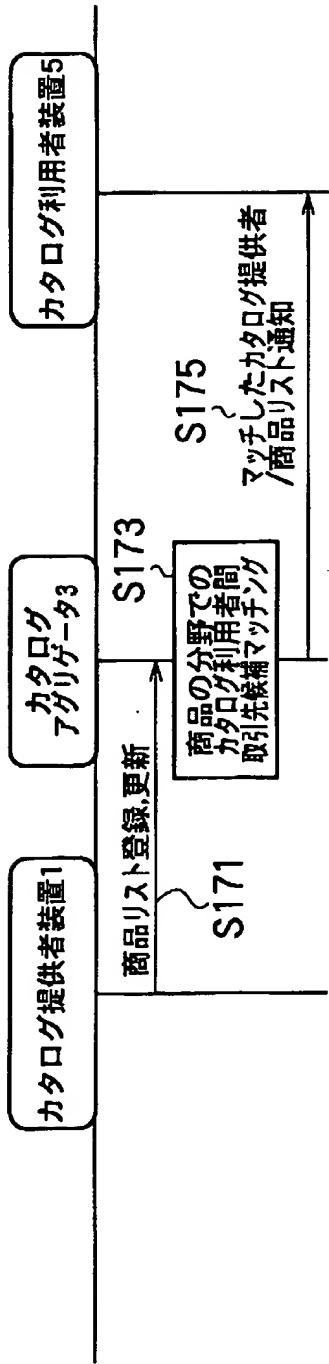 カタログ提供者装置1
カタログ
アグリゲータ3
カタログ利用者装置5
商品リスト登録,更新
S171
S173
商品の分野での
カタログ利用者間
取引先候補マッチング
S175
マッチしたカタログ提供者
/商品リスト通知